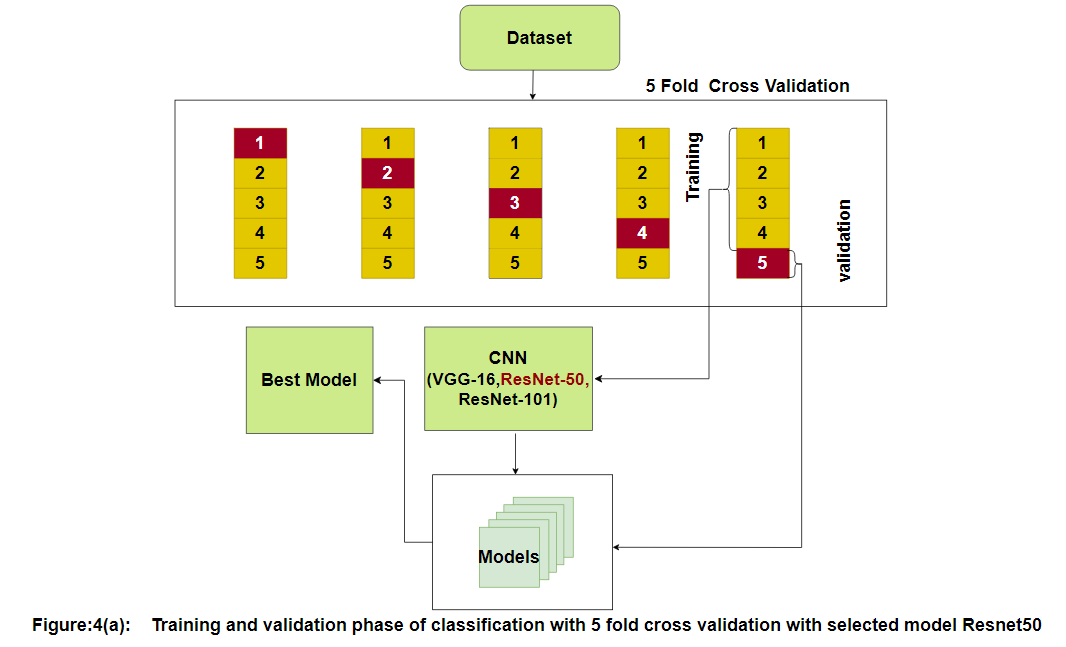 Dataset
5 Fold  Cross Validation
1 1 1 1 1
2 2 2 2 2
3 3 3 3 3
4 4 4 4 4
5 5 5 5 5
Training
validation
Best Model
CNN
(VGG-16,ResNet-50,
ResNet-101)
Models
Figure:4(a): Training and validation phase of classification with 5 fold cross validation with selected model Resnet50